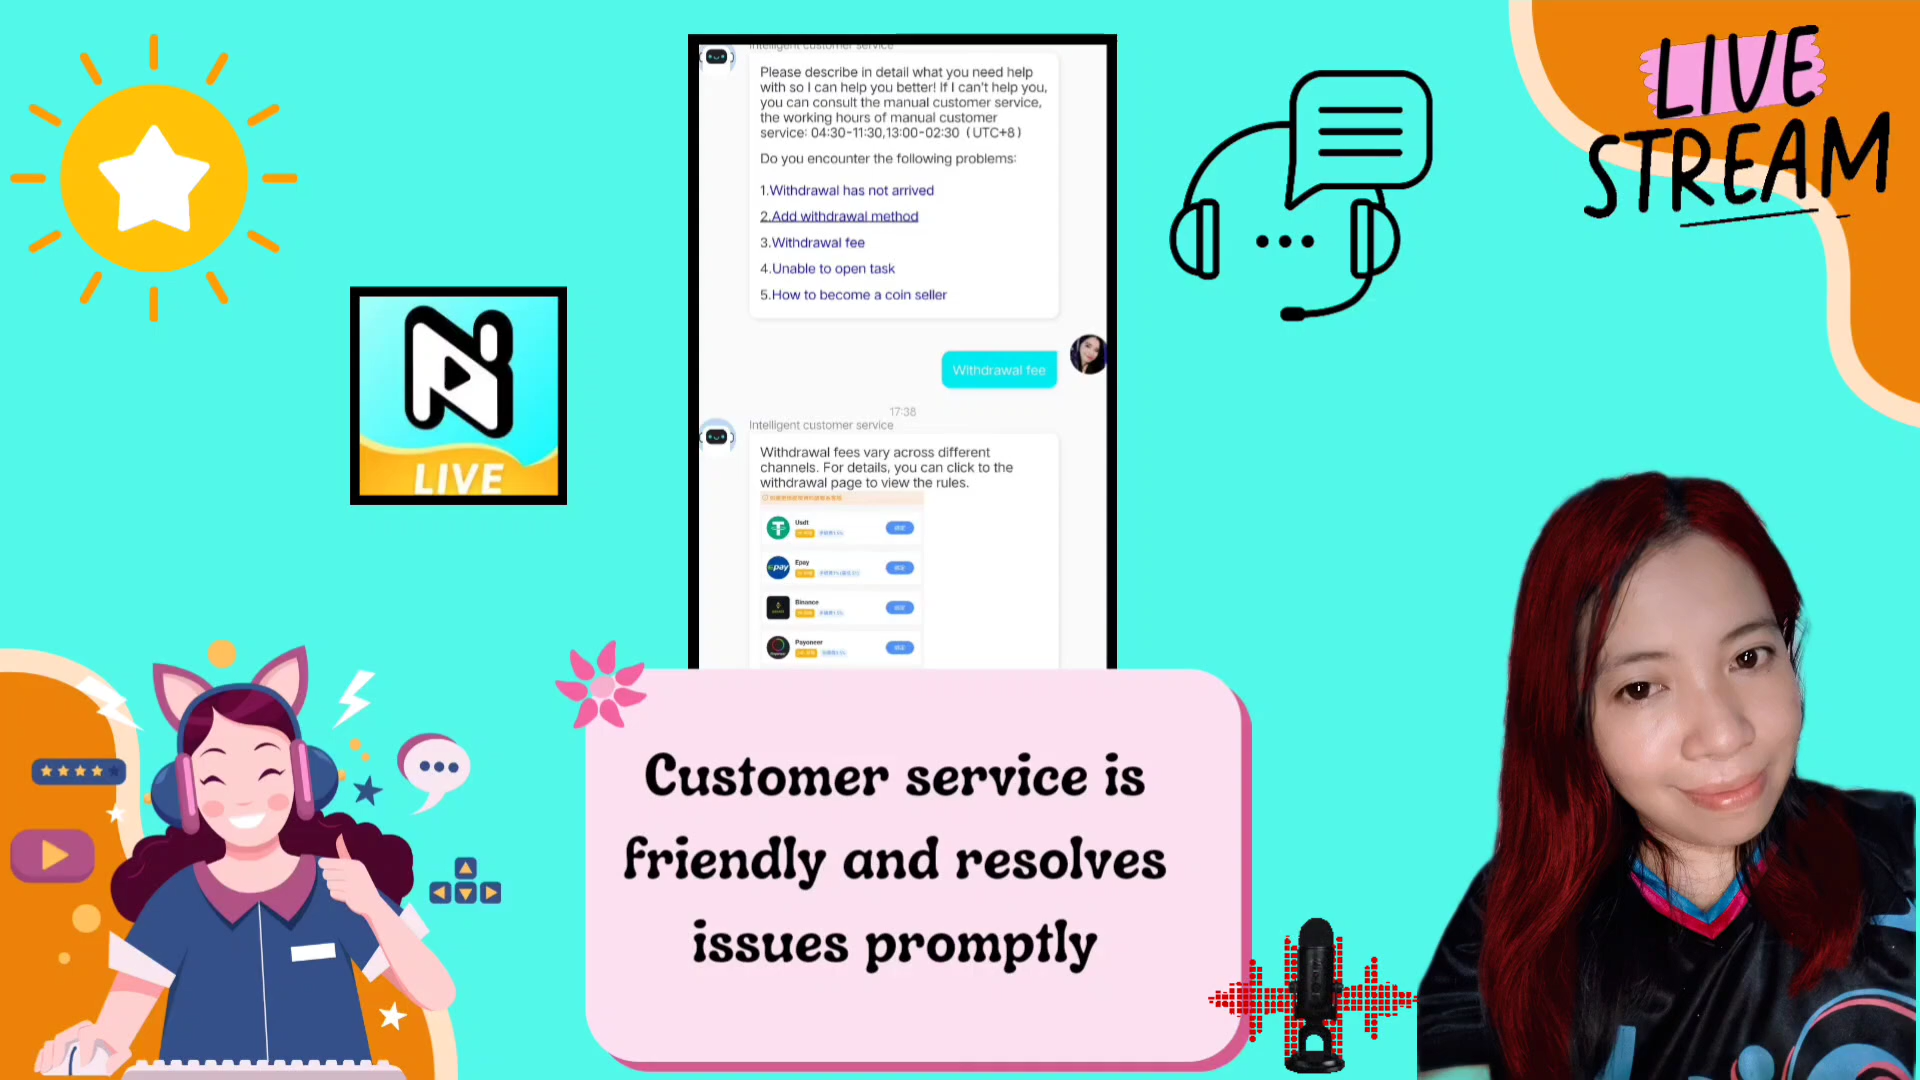 LIVE
STREAM
Intelligent customer service
Please describe in detail what you need help
with so I can help you better! If I can't help you,
you can consult the manual customer service,
the working hours of manual customer
service: 04:30-11:30,13:00-02:30 (UTC+8)
Do you encounter the following problems:
1.Withdrawal has not arrived
2.Add withdrawal method
3.Withdrawal fee
4.Unable to open task
5.How to become a coin seller
Withdrawal fee
17:38
Intelligent customer service
Withdrawal fees vary across different
channels. For details, you can click to the
withdrawal page to view the rules.
Usdt
Epay
Binance
Payoneer
LIVE
Customer service is
friendly and resolves
issues promptly